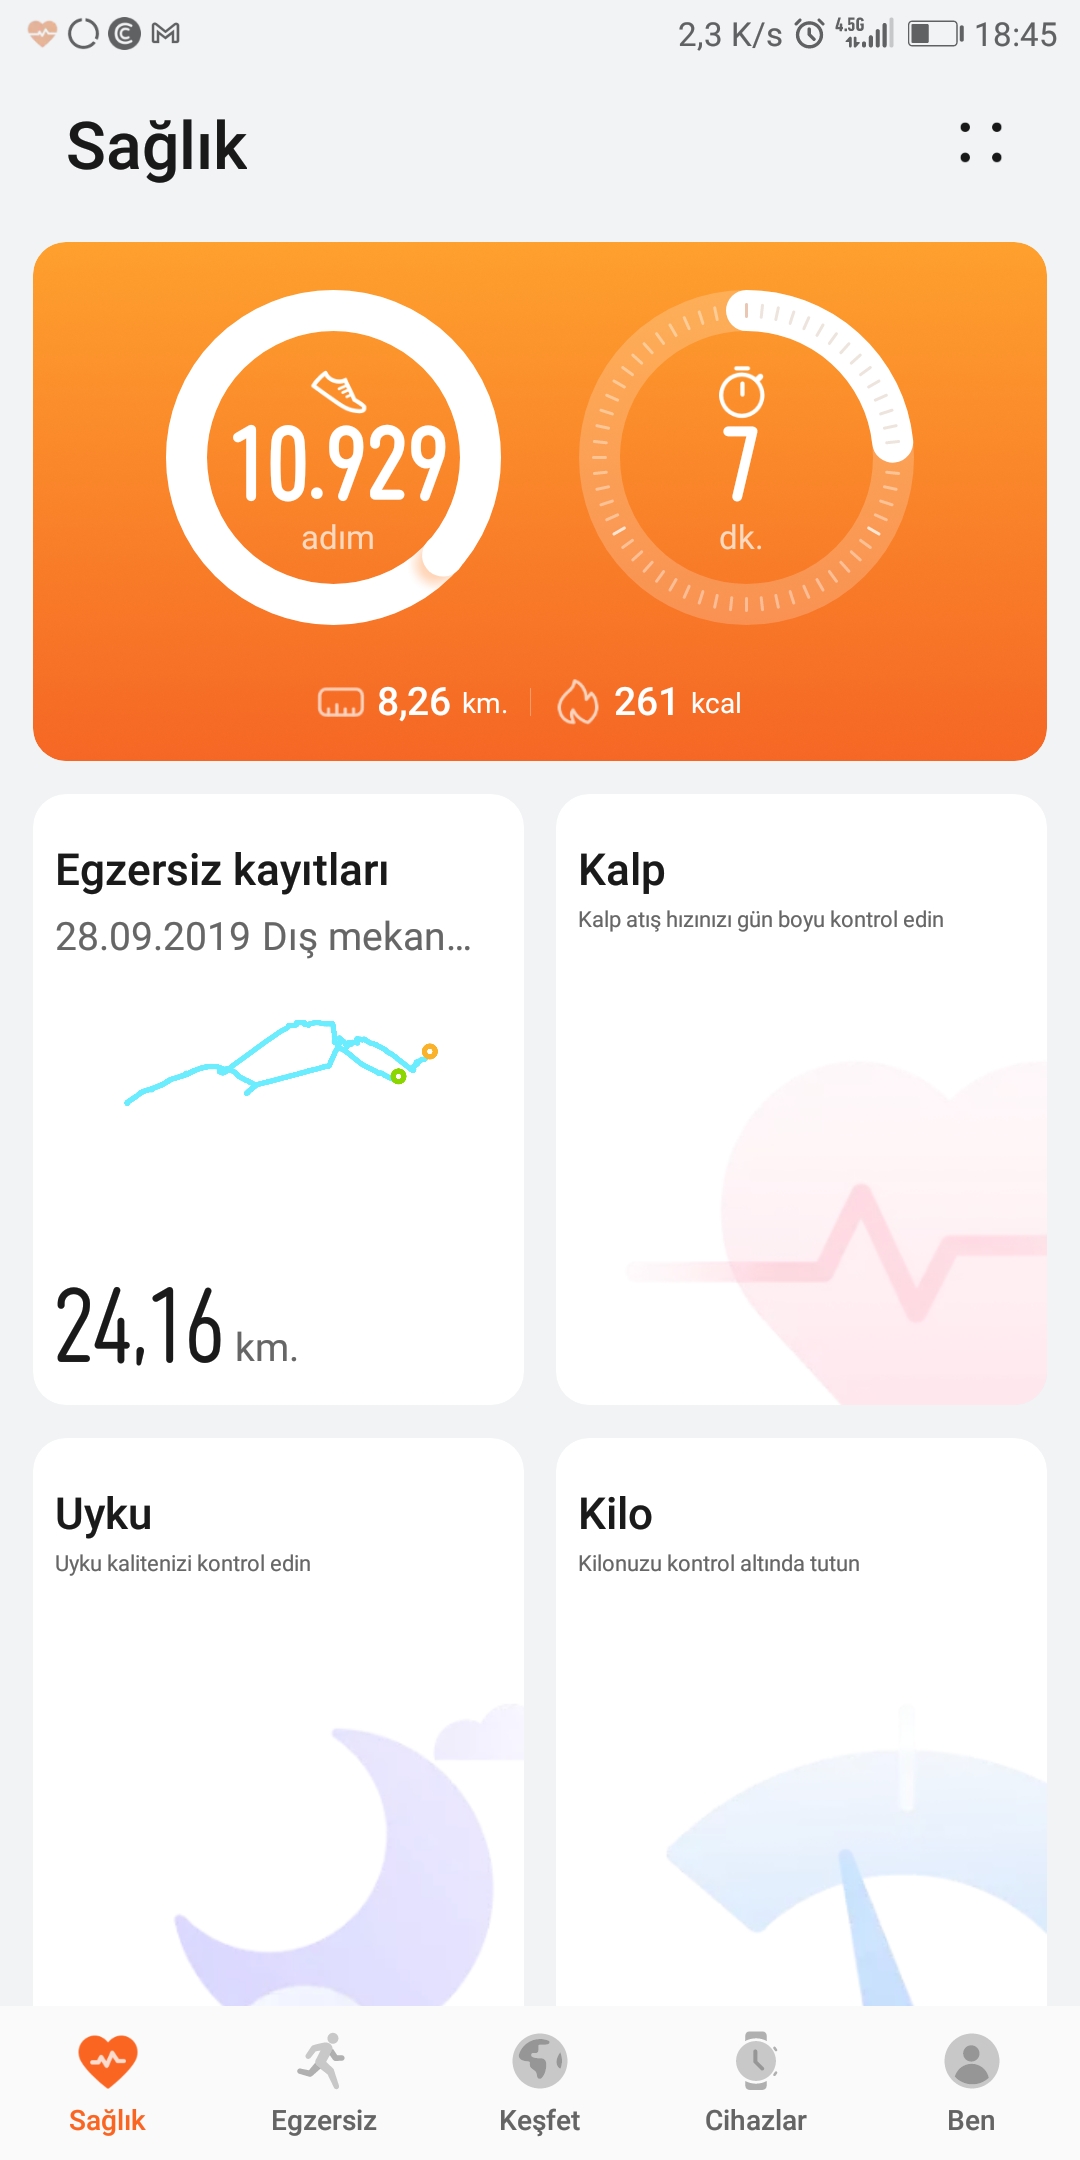 2,3 K/s 4.5G 18:45
Sağlık
10.929
adım
7
dk.
8,26 km. 261 kcal
Egzersiz kayıtları
28.09.2019 Dış mekan...
24,16 km.
Kalp
Kalp atış hızınızı gün boyu kontrol edin
Uyku
Uyku kalitenizi kontrol edin
Kilo
Kilonuzu kontrol altında tutun
Sağlık Egzersiz Keşfet Cihazlar Ben